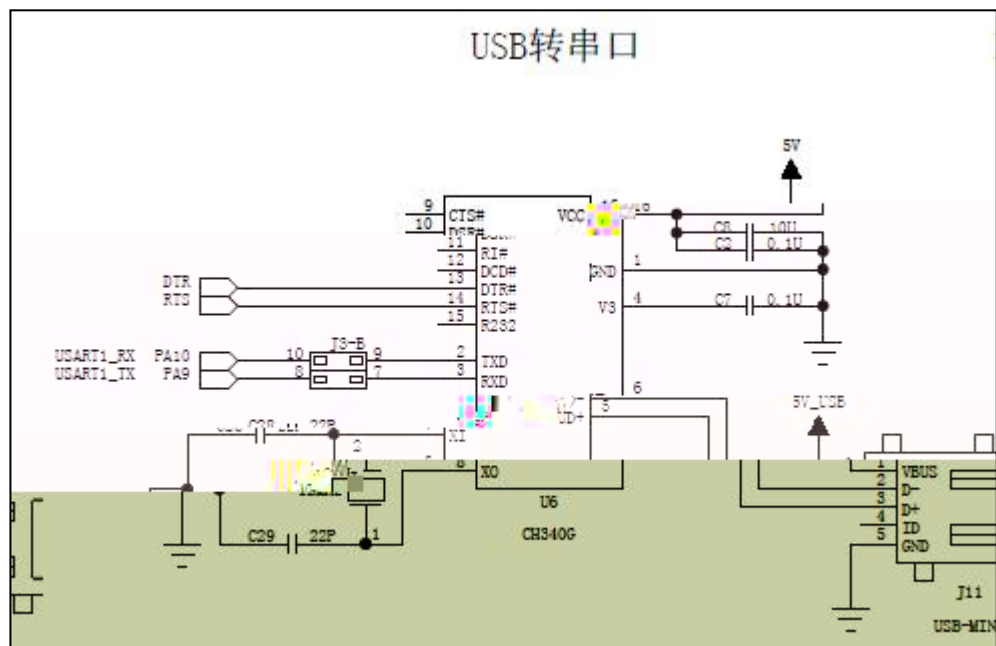 USB转串口
5V
9 CTS# VCC
10
C8 10U
C2 0.1U
11 RI#
12 DCD# GND 1
13 DTR#
DTR
14 RTS# V3 4 C7 0.1U
RTS
15 R232
J3-B
USART1_RX PA10 10 9 2 TXD
USART1_TX PA9 8 7 3 RXD
6
UD+ 5 5V_USB
22P XI
2
8 XO
1 VBUS
2 D-
3 D+
4 ID
5 GND
U6
C29 22P 1
CH340G
J11
USB-MIN